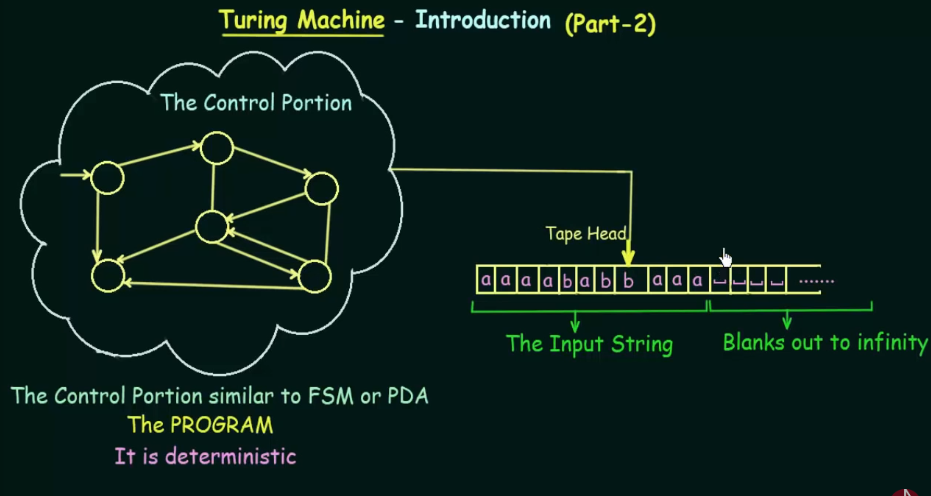 Turing Machine - Introduction (Part-2)
The Control Portion
Tape Head
a a a a b a b b a a a ␣ ␣ ␣ ␣ .......
The Input String
Blanks out to infinity
The Control Portion similar to FSM or PDA
The PROGRAM
It is deterministic